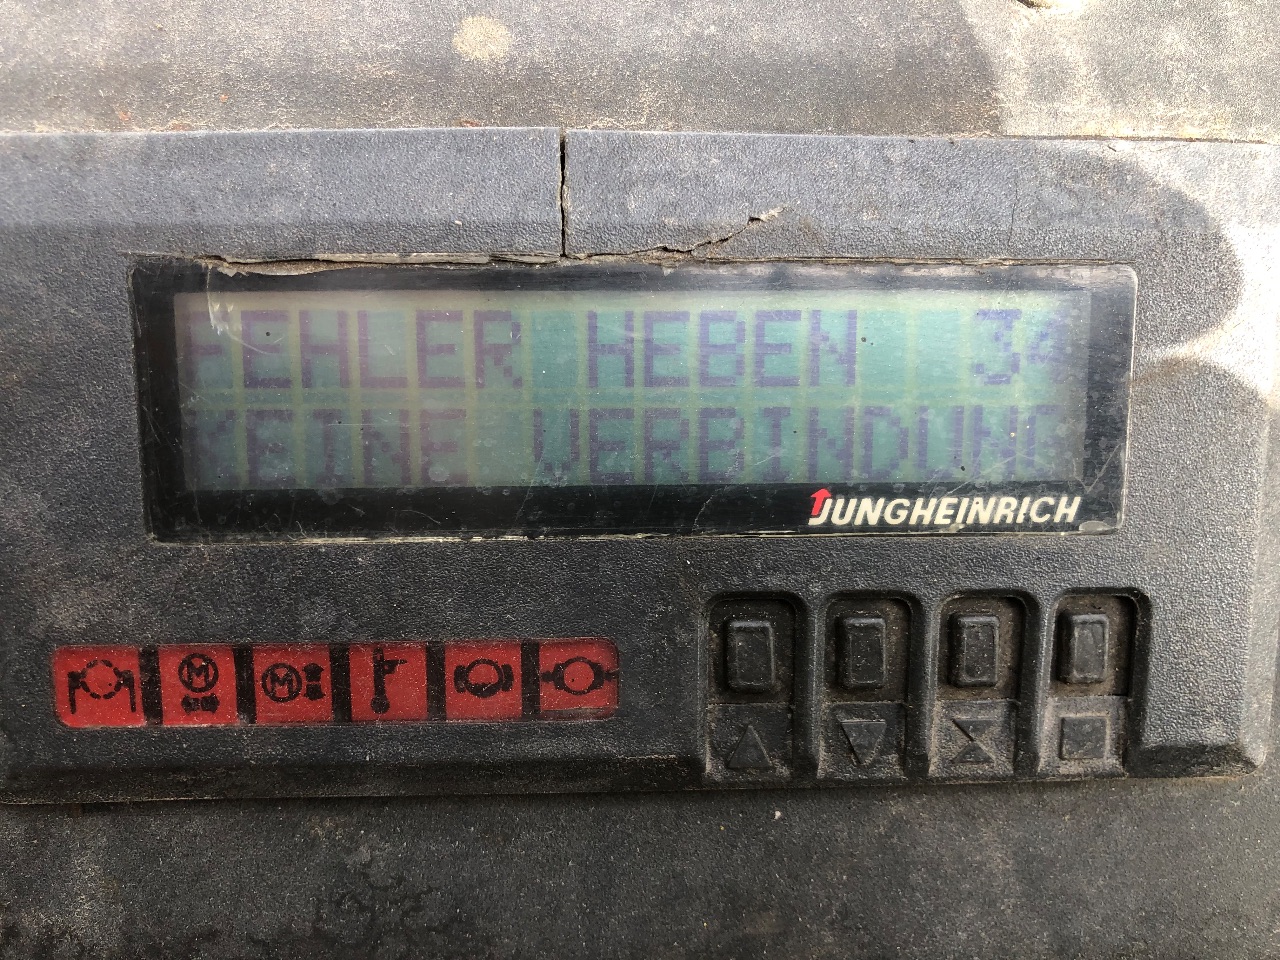 FEHLER HEBEN 34
KEINE VERBINDUNG
JUNGHEINRICH
M
M